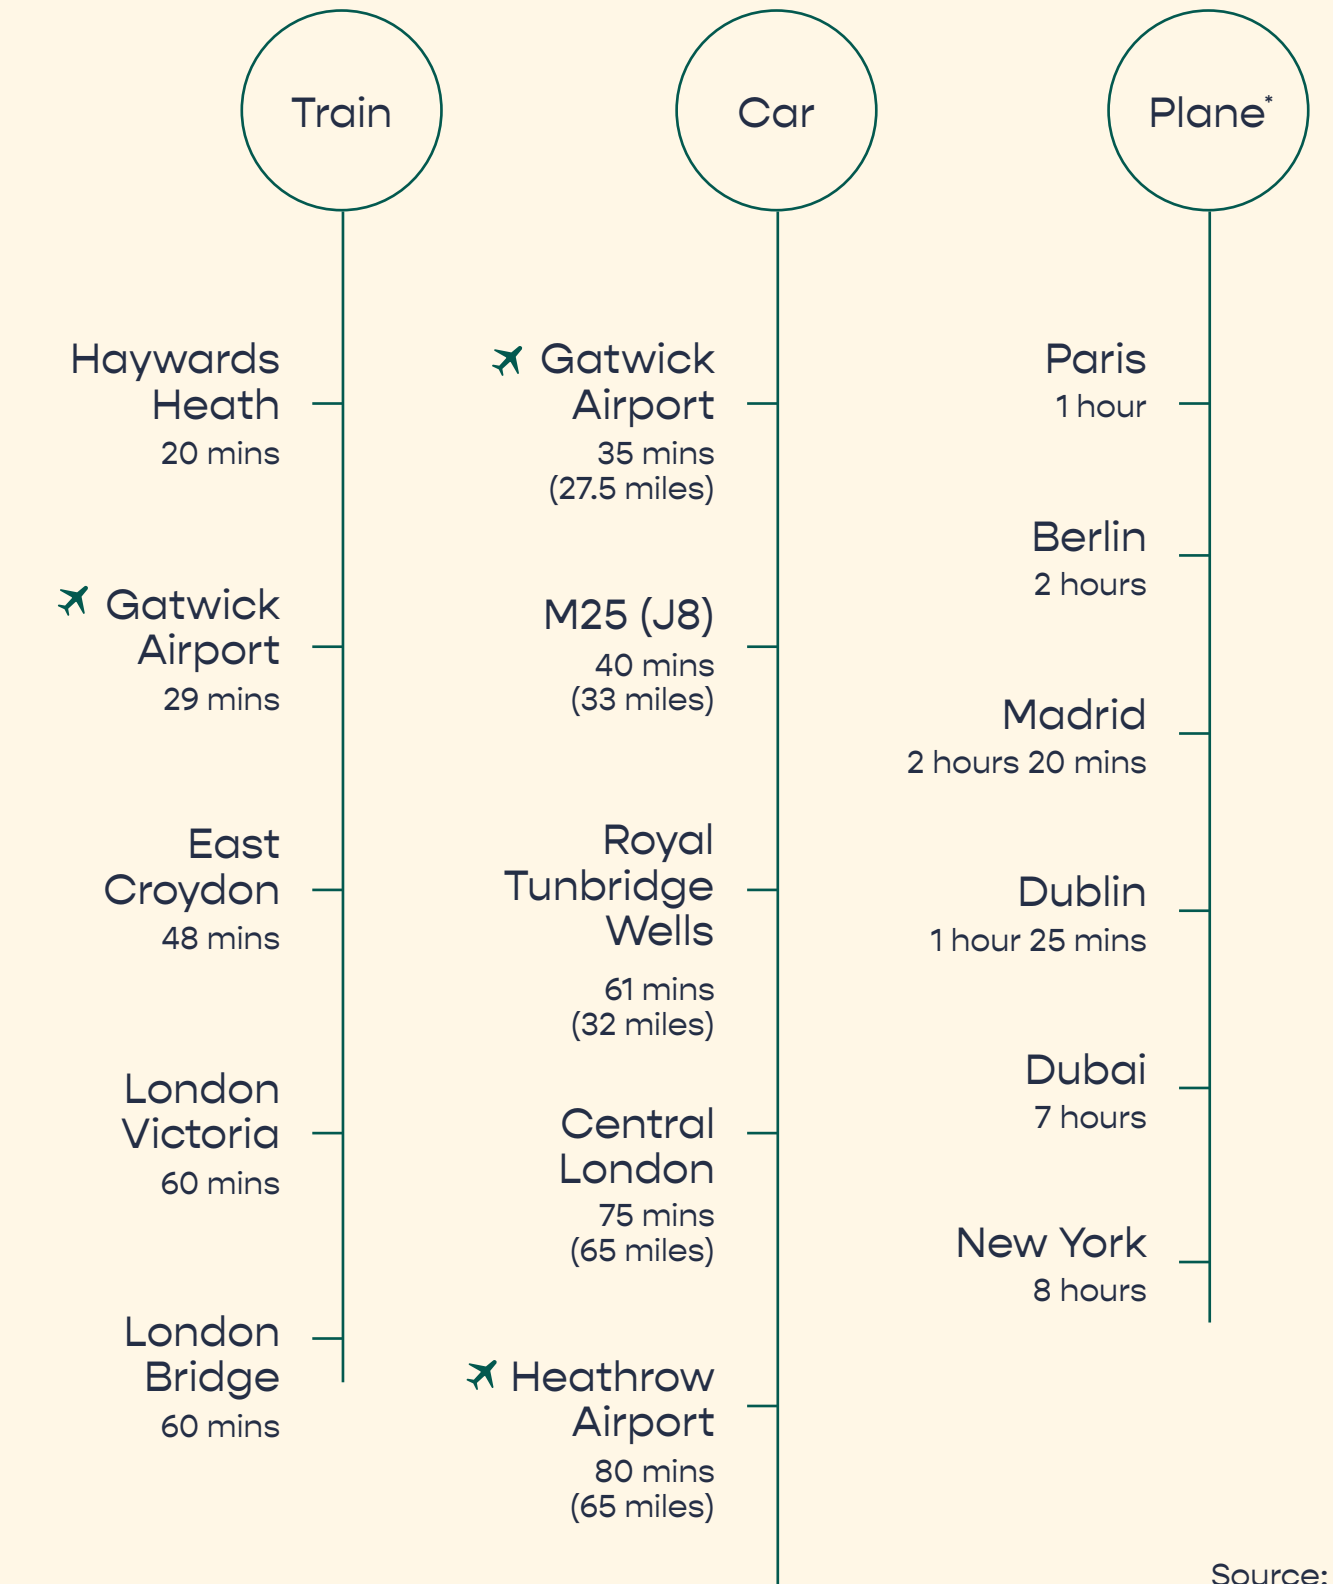 Train
Haywards
Heath
20 mins
Gatwick
Airport
29 mins
East
Croydon
48 mins
London
Victoria
60 mins
London
Bridge
60 mins
Car
Gatwick
Airport
35 mins
(27.5 miles)
M25 (J8)
40 mins
(33 miles)
Royal
Tunbridge
Wells
61 mins
(32 miles)
Central
London
75 mins
(65 miles)
Heathrow
Airport
80 mins
(65 miles)
Plane*
Paris
1 hour
Berlin
2 hours
Madrid
2 hours 20 mins
Dublin
1 hour 25 mins
Dubai
7 hours
New York
8 hours
Source: